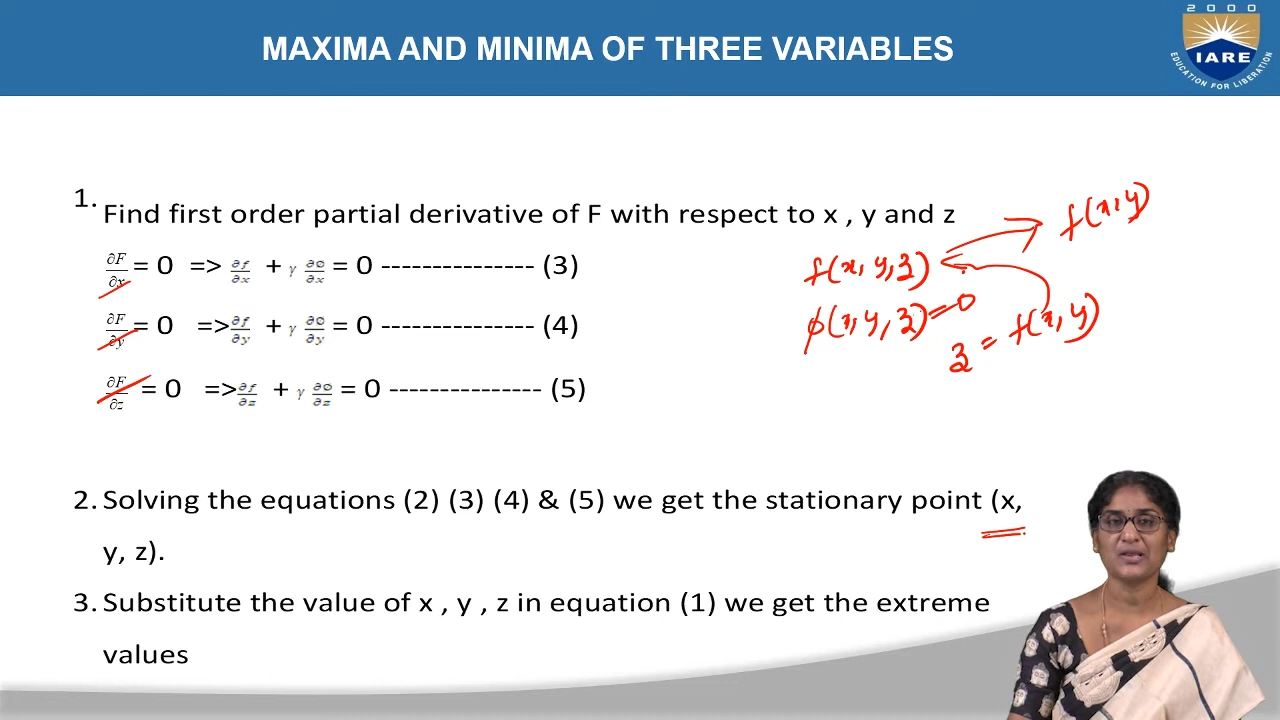 2000
IARE
EDUCATION FOR LIBERATION
MAXIMA AND MINIMA OF THREE VARIABLES
1. Find first order partial derivative of F with respect to x , y and z
∂F/∂x = 0 => ∂f/∂x + γ ∂Φ/∂x = 0 --------------- (3)
∂F/∂y = 0 =>∂f/∂y + γ ∂Φ/∂y = 0 --------------- (4)
∂F/∂z = 0 =>∂f/∂z + γ ∂Φ/∂z = 0 --------------- (5)
f(x,y)
f(x, y, z)
ϕ(x, y, z) = 0
z = f(x, y)
2. Solving the equations (2) (3) (4) & (5) we get the stationary point (x,
y, z).
3. Substitute the value of x , y , z in equation (1) we get the extreme
values